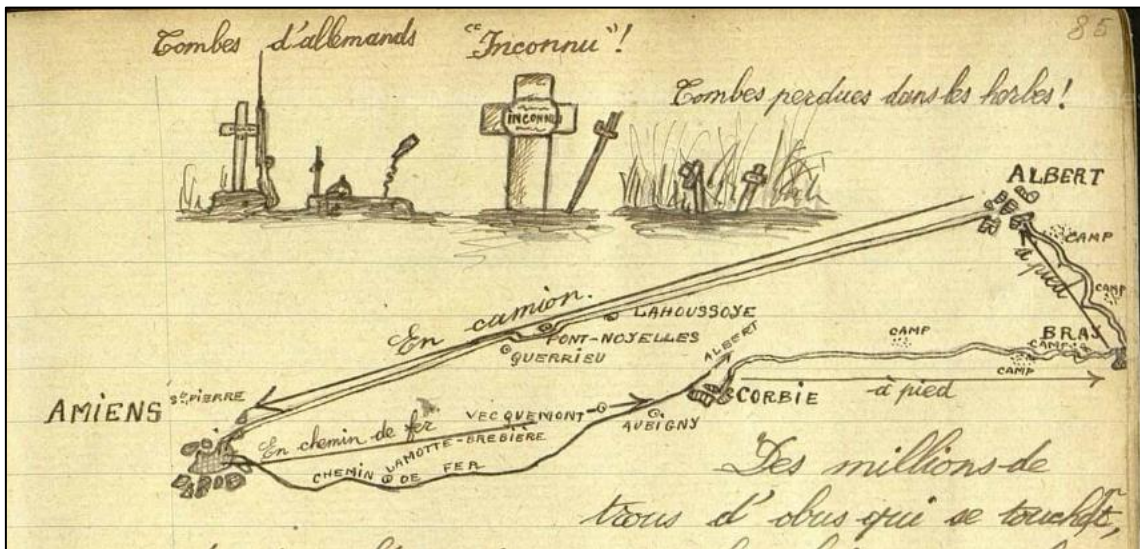 85
Tombes d'allemands "Inconnu"!
Tombes perdues dans les herbes!
INCONNU
ALBERT
CAMP
à pied
CAMP
En camion.
LAHOUSSOYE
PONT-NOYELLES
QUERRIEU
ALBERT
CAMP
BRAY
CAMP
CAMP
AMIENS
St PIERRE
CORBIE
à pied
VECQUEMONT
AUBIGNY
En chemin de fer
LAMOTTE-BREBIÈRE
CHEMIN DE FER
Des millions de
trous d'obus qui se touchent,